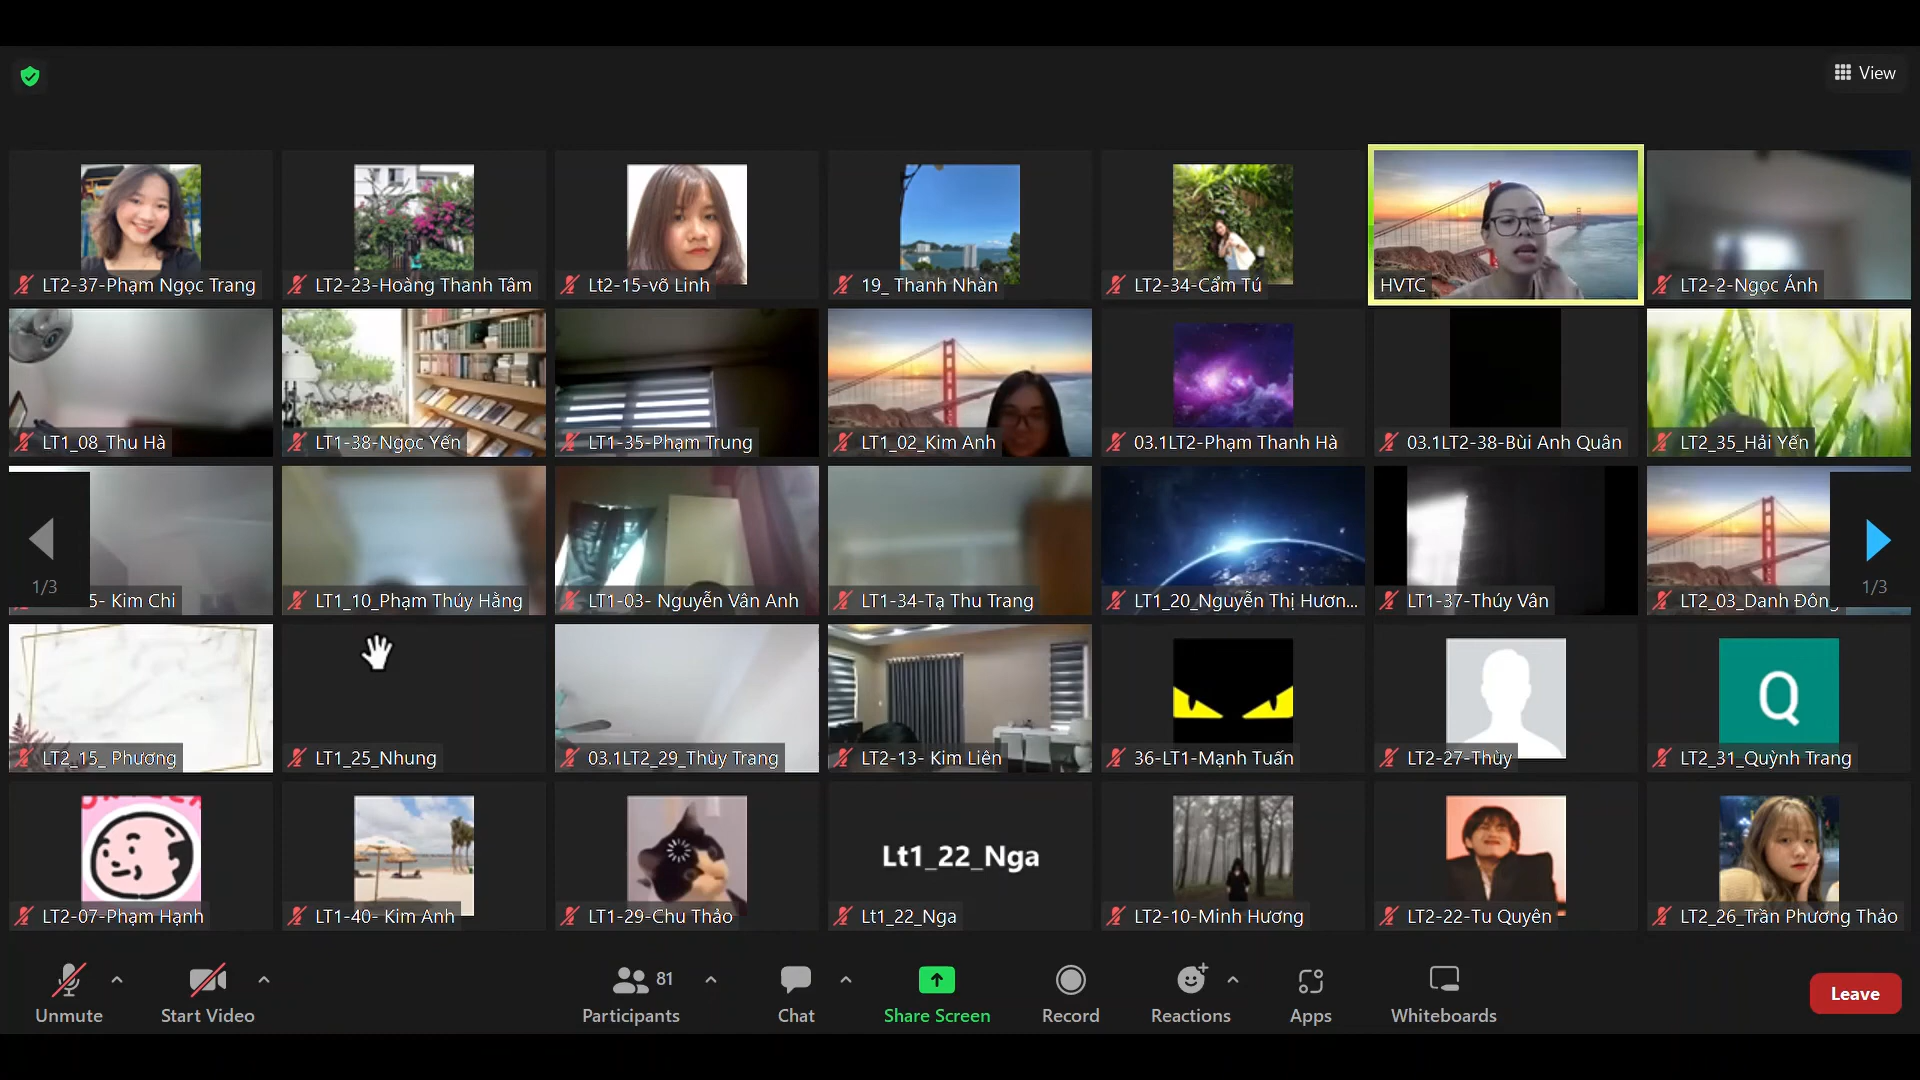 View
LT2-37-Phạm Ngọc Trang
LT2-23-Hoàng Thanh Tâm
Lt2-15-võ Linh
19_ Thanh Nhàn
LT2-34-Cẩm Tú
HVTC
LT2-2-Ngọc Ánh
LT1_08_Thu Hà
LT1-38-Ngọc Yến
LT1-35-Phạm Trung
LT1_02_Kim Anh
03.1LT2-Phạm Thanh Hà
03.1LT2-38-Bùi Anh Quân
LT2_35_Hải Yến
1/3
5- Kim Chi
LT1_10_Phạm Thúy Hằng
LT1-03- Nguyễn Vân Anh
LT1-34-Tạ Thu Trang
LT1_20_Nguyễn Thị Hươn...
LT1-37-Thúy Vân
LT2_03_Danh Đông
1/3
LT2_15_ Phương
LT1_25_Nhung
03.1LT2_29_Thùy Trang
LT2-13- Kim Liên
36-LT1-Mạnh Tuấn
LT2-27-Thùy
Q
LT2_31_Quỳnh Trang
LT2-07-Phạm Hạnh
LT1-40- Kim Anh
LT1-29-Chu Thảo
Lt1_22_Nga
Lt1_22_Nga
LT2-10-Minh Hương
LT2-22-Tu Quyên
LT2_26_Trần Phương Thảo
Unmute
Start Video
81
Participants
Chat
Share Screen
Record
Reactions
Apps
Whiteboards
Leave